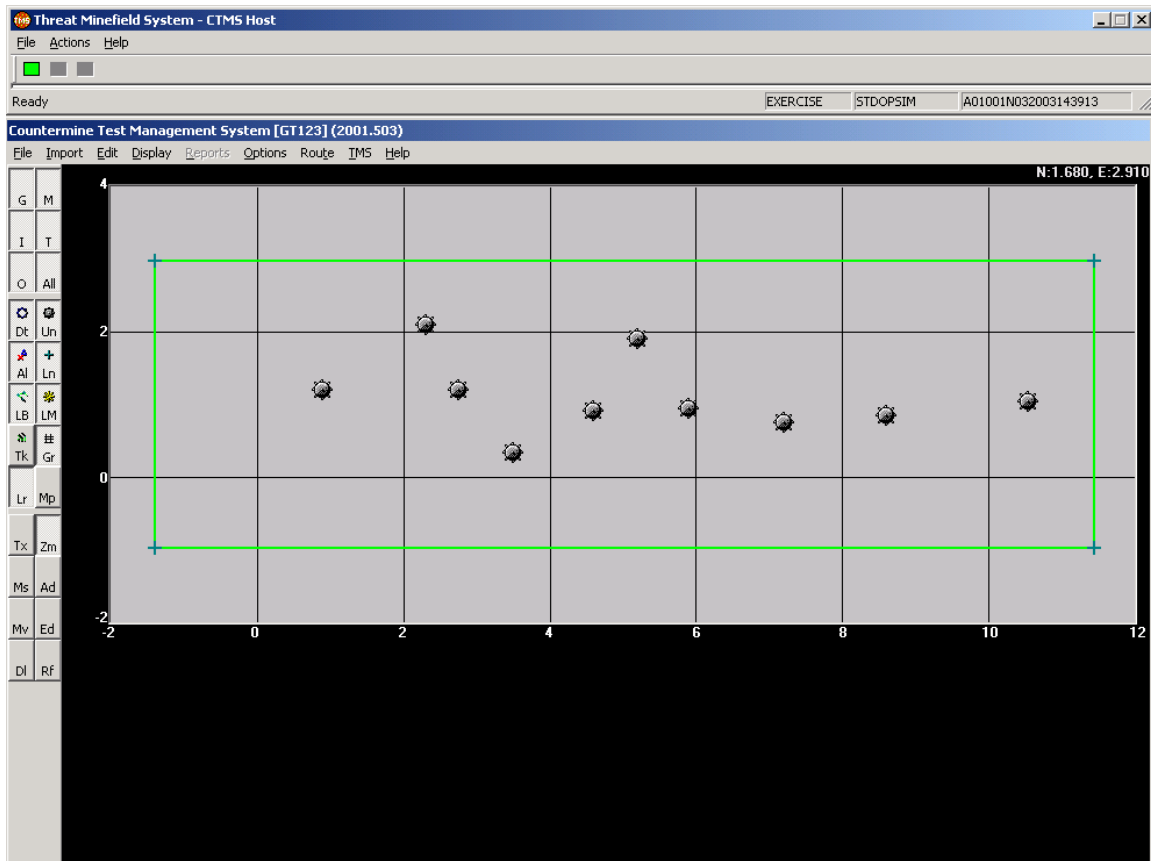 TMS Threat Minefield System - CTMS Host
File Actions Help
Ready EXERCISE STDOPSIM A01001N032003143913
Countermine Test Management System [GT123] (2001.503)
File Import Edit Display Reports Options Route TMS Help
N:1.680, E:2.910
G M
I T
O All
Dt Un
Al Ln
LB LM
Tk Gr
Lr Mp
Tx Zm
Ms Ad
Mv Ed
Dl Rf
4
2
0
-2
-2 0 2 4 6 8 10 12